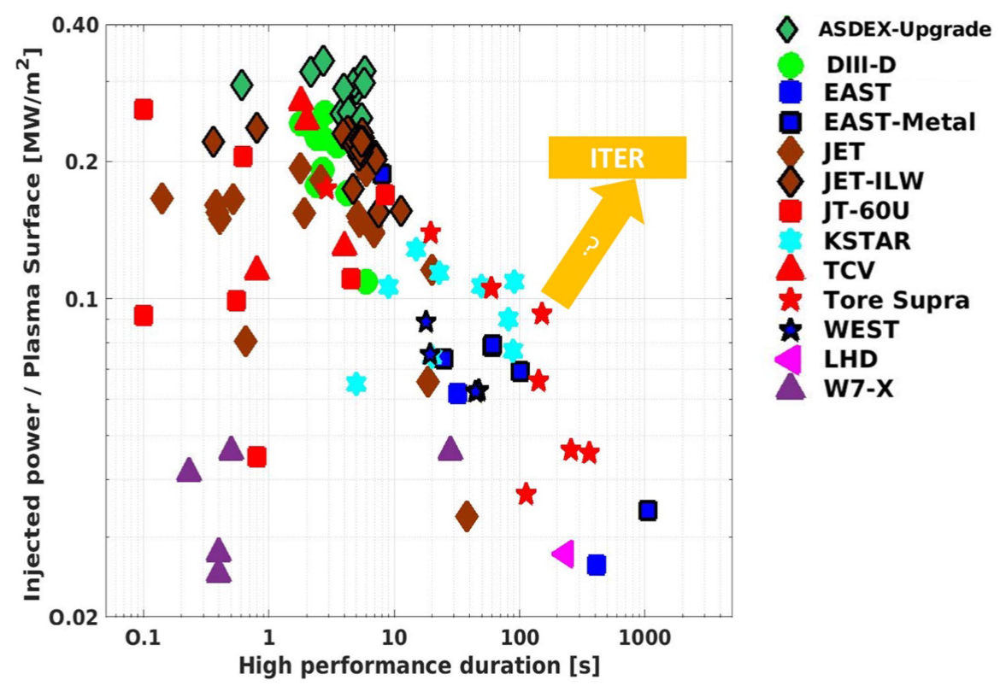 0.40
0.2
0.1
0.02
Injected power / Plasma Surface [MW/m²]
0.1 1 10 100 1000
High performance duration [s]
ITER
?
ASDEX-Upgrade
DIII-D
EAST
EAST-Metal
JET
JET-ILW
JT-60U
KSTAR
TCV
Tore Supra
WEST
LHD
W7-X